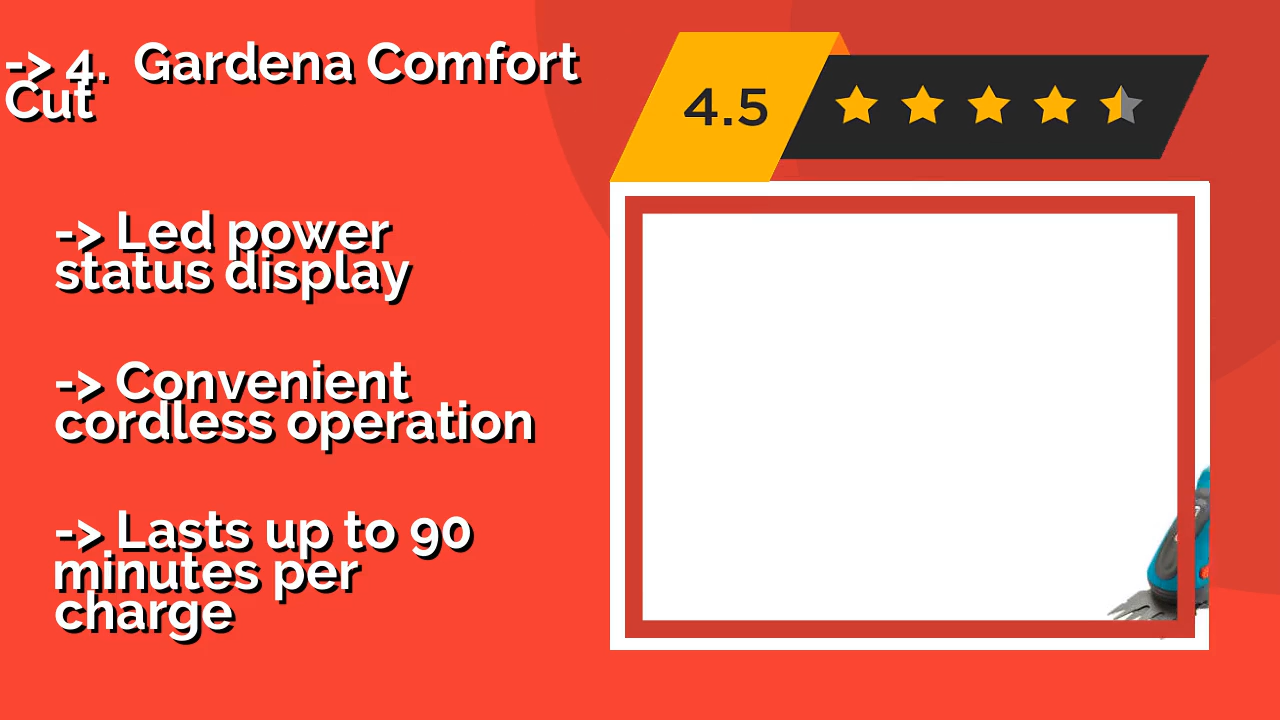 -> 4. Gardena Comfort
Cut
4.5
-> Led power
status display
-> Convenient
cordless operation
-> Lasts up to 90
minutes per
charge